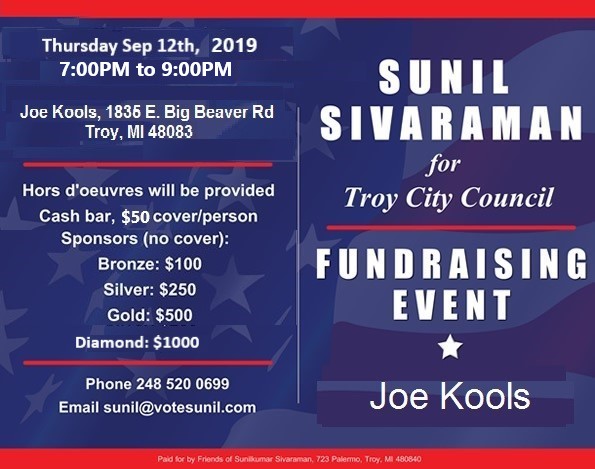 Thursday Sep 12th, 2019
7:00PM to 9:00PM
Joe Kools, 1835 E. Big Beaver Rd
Troy, MI 48083
Hors d'oeuvres will be provided
Cash bar, $50 cover/person
Sponsors (no cover):
Bronze: $100
Silver: $250
Gold: $500
Diamond: $1000
Phone 248 520 0699
Email sunil@votesunil.com
SUNIL
SIVARAMAN
for
Troy City Council
FUNDRAISING
EVENT
Joe Kools
Paid for by Friends of Sunilkumar Sivaraman, 723 Palermo, Troy, MI 480840